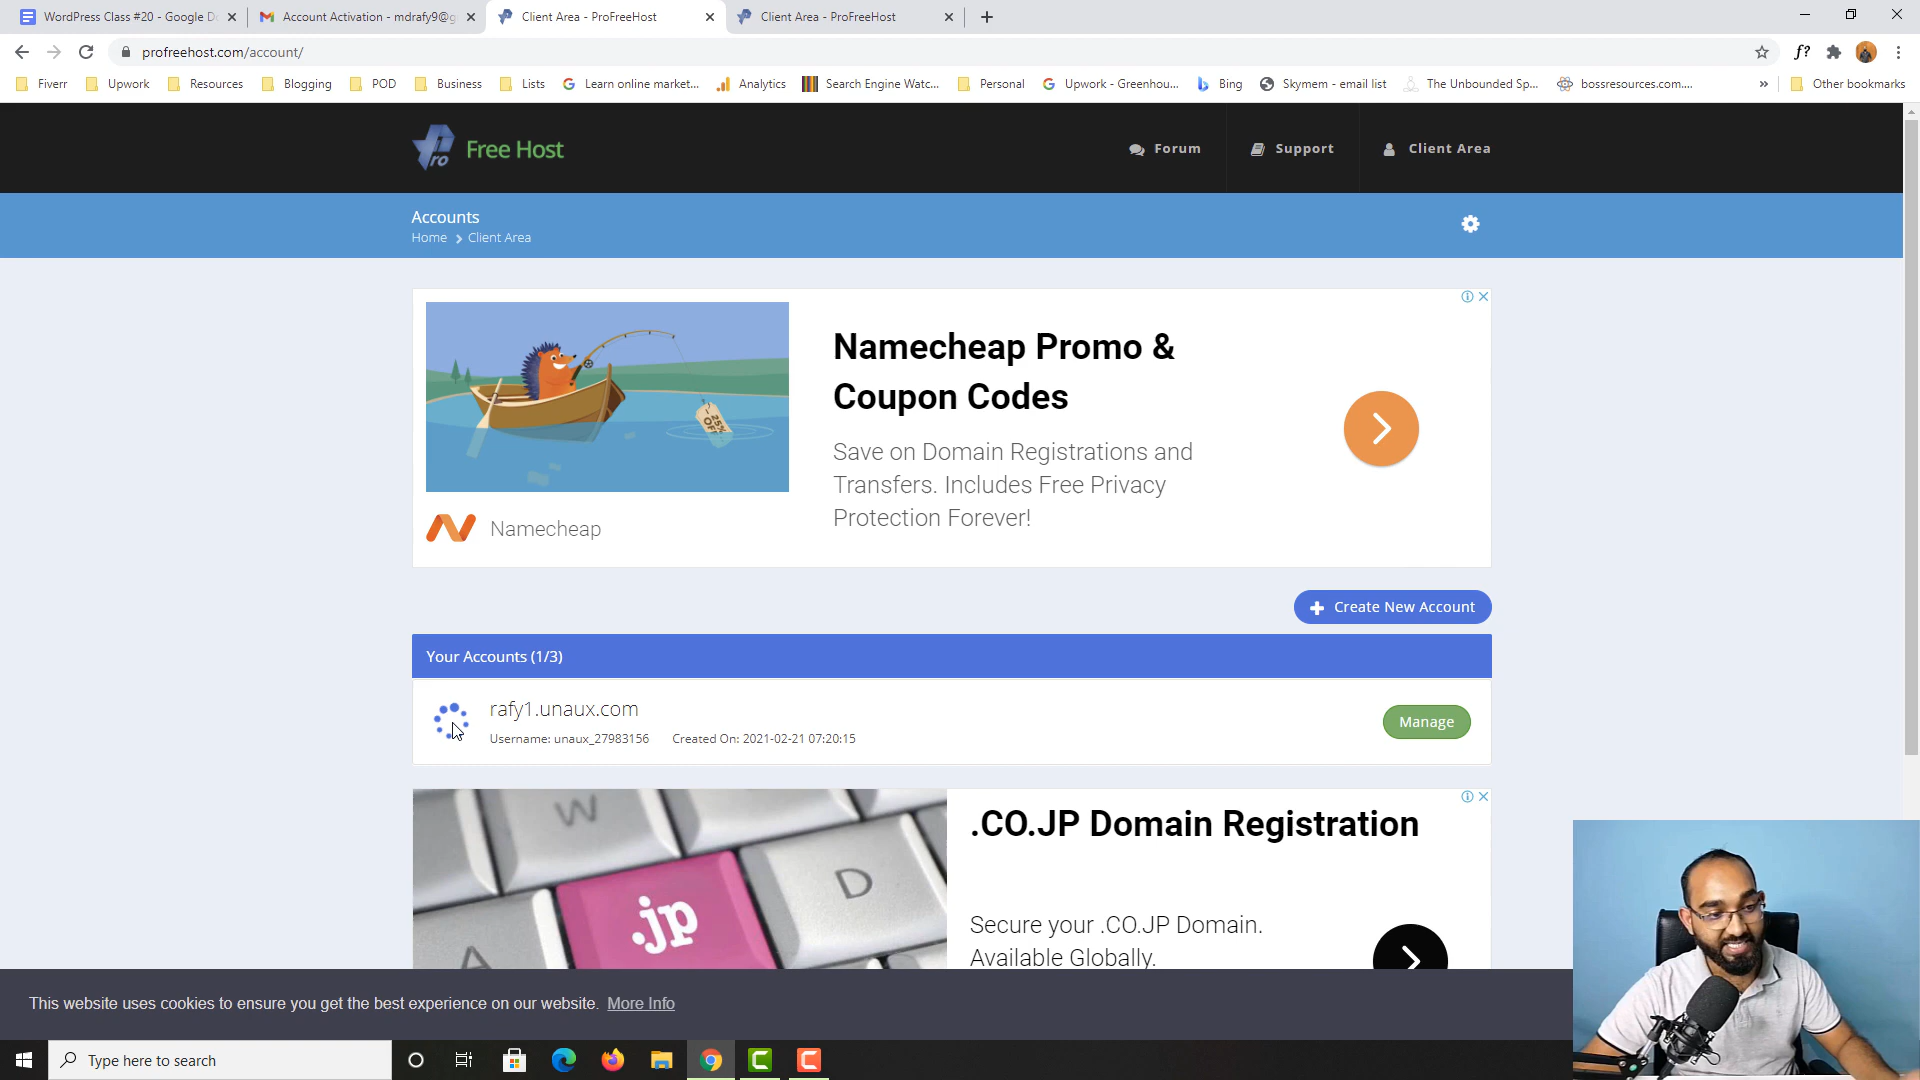 WordPress Class #20 - Google D
Account Activation - mdrafy9@g
Client Area - ProFreeHost
Client Area - ProFreeHost
profreehost.com/account/
f?
Fiverr
Upwork
Resources
Blogging
POD
Business
Lists
Learn online market...
Analytics
Search Engine Watc...
Personal
Upwork - Greenhou...
Bing
Skymem - email list
The Unbounded Sp...
bossresources.com....
»
Other bookmarks
ro
Free Host
Forum
Support
Client Area
Accounts
Home
Client Area
25%
OFF
Namecheap Promo &
Coupon Codes
Save on Domain Registrations and
Transfers. Includes Free Privacy
Protection Forever!
Namecheap
Create New Account
Your Accounts (1/3)
rafy1.unaux.com
Username: unaux_27983156
Created On: 2021-02-21 07:20:15
Manage
W
D
A
.jp
.CO.JP Domain Registration
Secure your .CO.JP Domain.
Available Globally.
This website uses cookies to ensure you get the best experience on our website. More Info
Type here to search